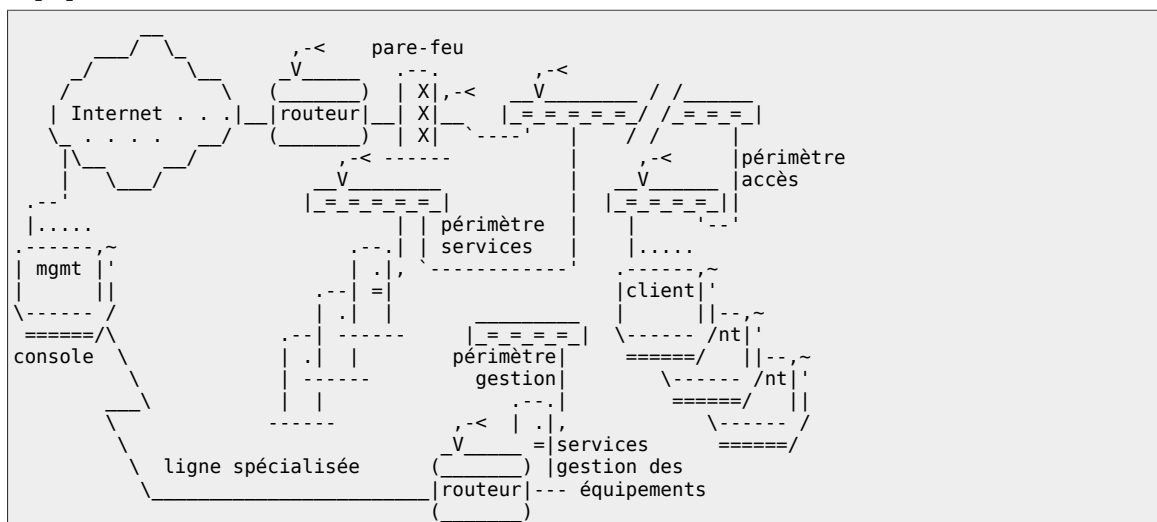 pare-feu
Internet . . .
routeur
périmètre
accès
périmètre
services
mgmt
client
nt
console
périmètre
gestion
nt
services
ligne spécialisée
gestion des
routeur
équipements